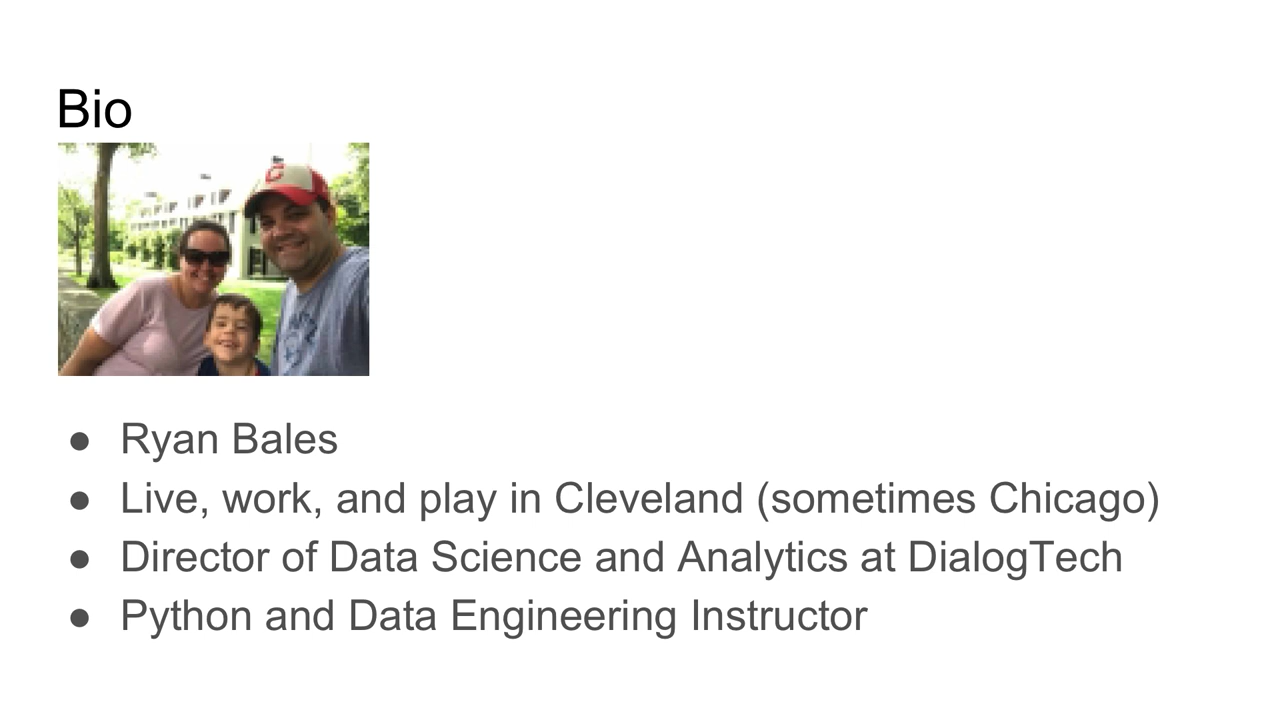 Bio
Ryan Bales
Live, work, and play in Cleveland (sometimes Chicago)
Director of Data Science and Analytics at DialogTech
Python and Data Engineering Instructor